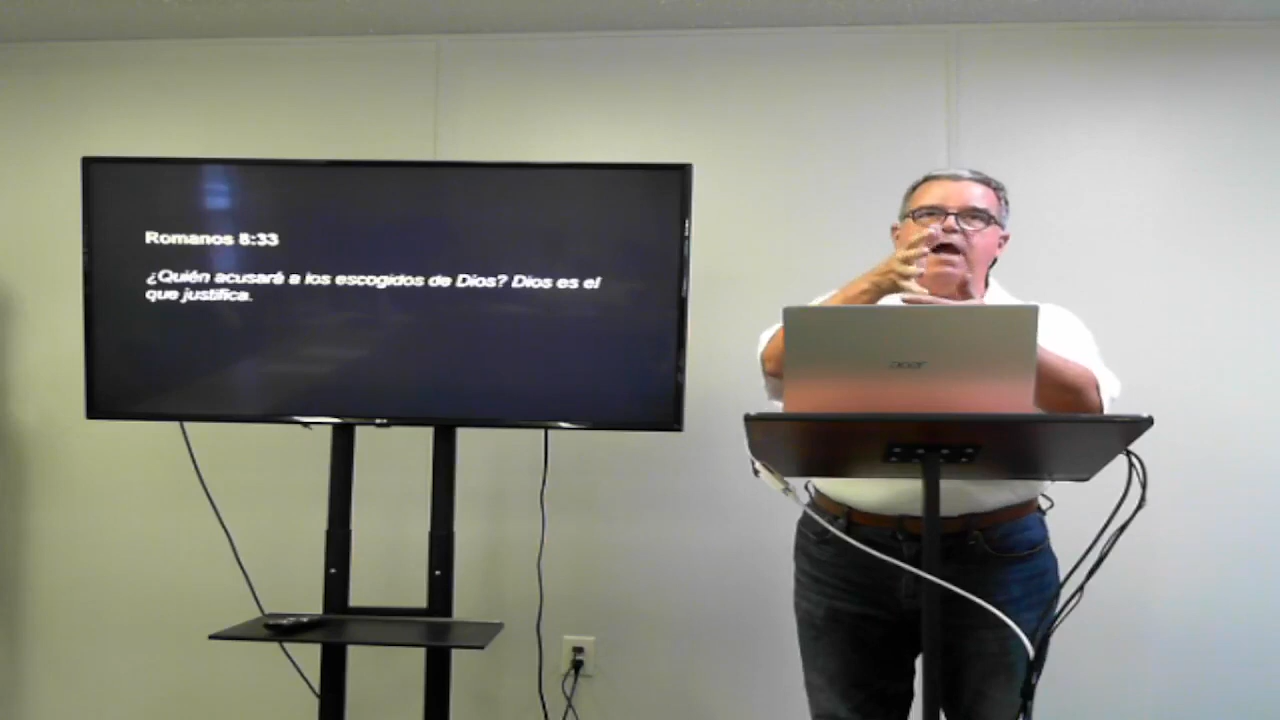 Romanos 8:33
¿Quién acusará a los escogidos de Dios? Dios es el
que justifica.
acer